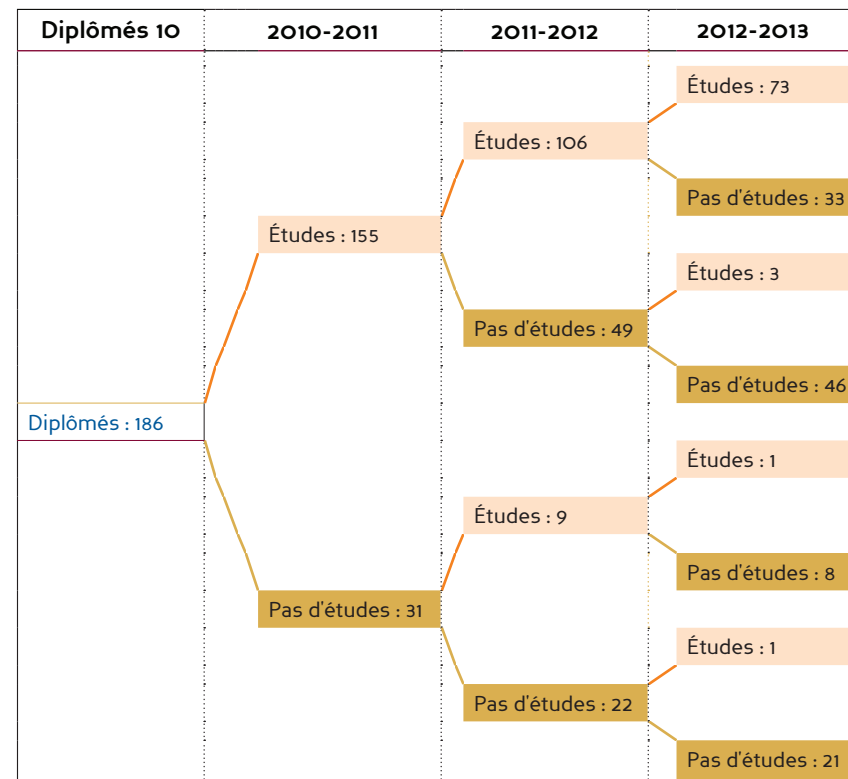 Diplômés 10 2010-2011 2011-2012 2012-2013
Études : 73
Études : 106
Pas d'études : 33
Études : 155
Études : 3
Pas d'études : 49
Pas d'études : 46
Diplômés : 186
Études : 1
Études : 9
Pas d'études : 8
Pas d'études : 31
Études : 1
Pas d'études : 22
Pas d'études : 21